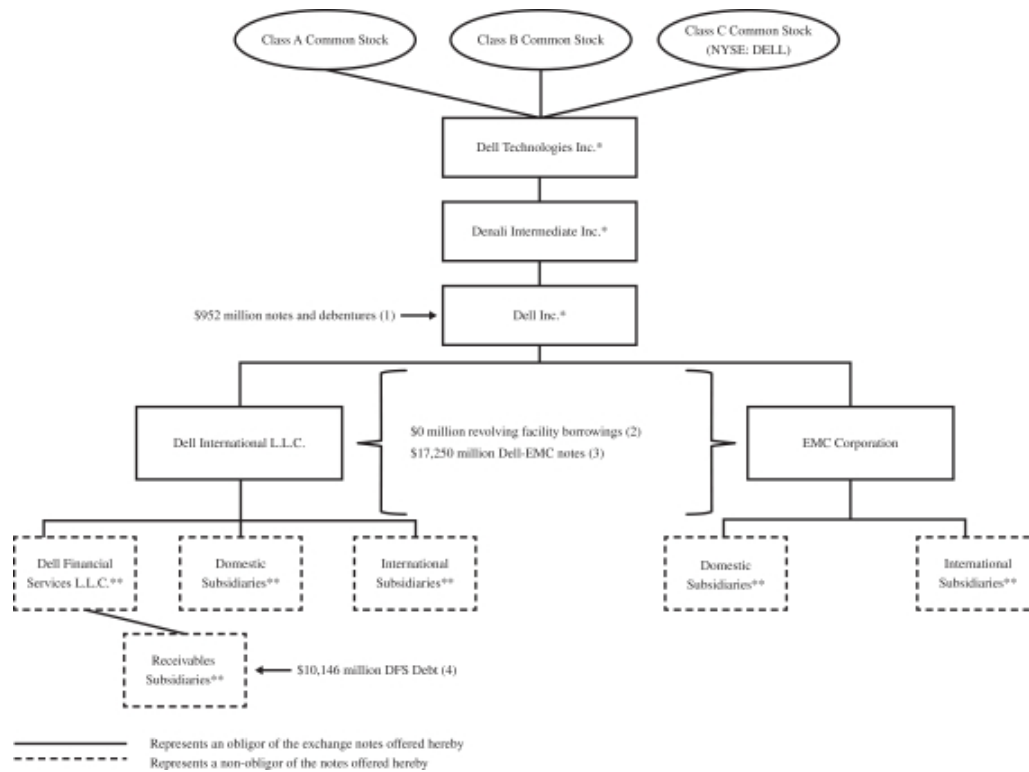 Class A Common Stock
Class B Common Stock
Class C Common Stock
(NYSE: DELL)
Dell Technologies Inc.*
Denali Intermediate Inc.*
$952 million notes and debentures (1)
Dell Inc.*
Dell International L.L.C.
$0 million revolving facility borrowings (2)
$17,250 million Dell-EMC notes (3)
EMC Corporation
Dell Financial
Services L.L.C.**
Domestic
Subsidiaries**
International
Subsidiaries**
Domestic
Subsidiaries**
International
Subsidiaries**
Receivables
Subsidiaries**
$10,146 million DFS Debt (4)
Represents an obligor of the exchange notes offered hereby
Represents a non-obligor of the notes offered hereby